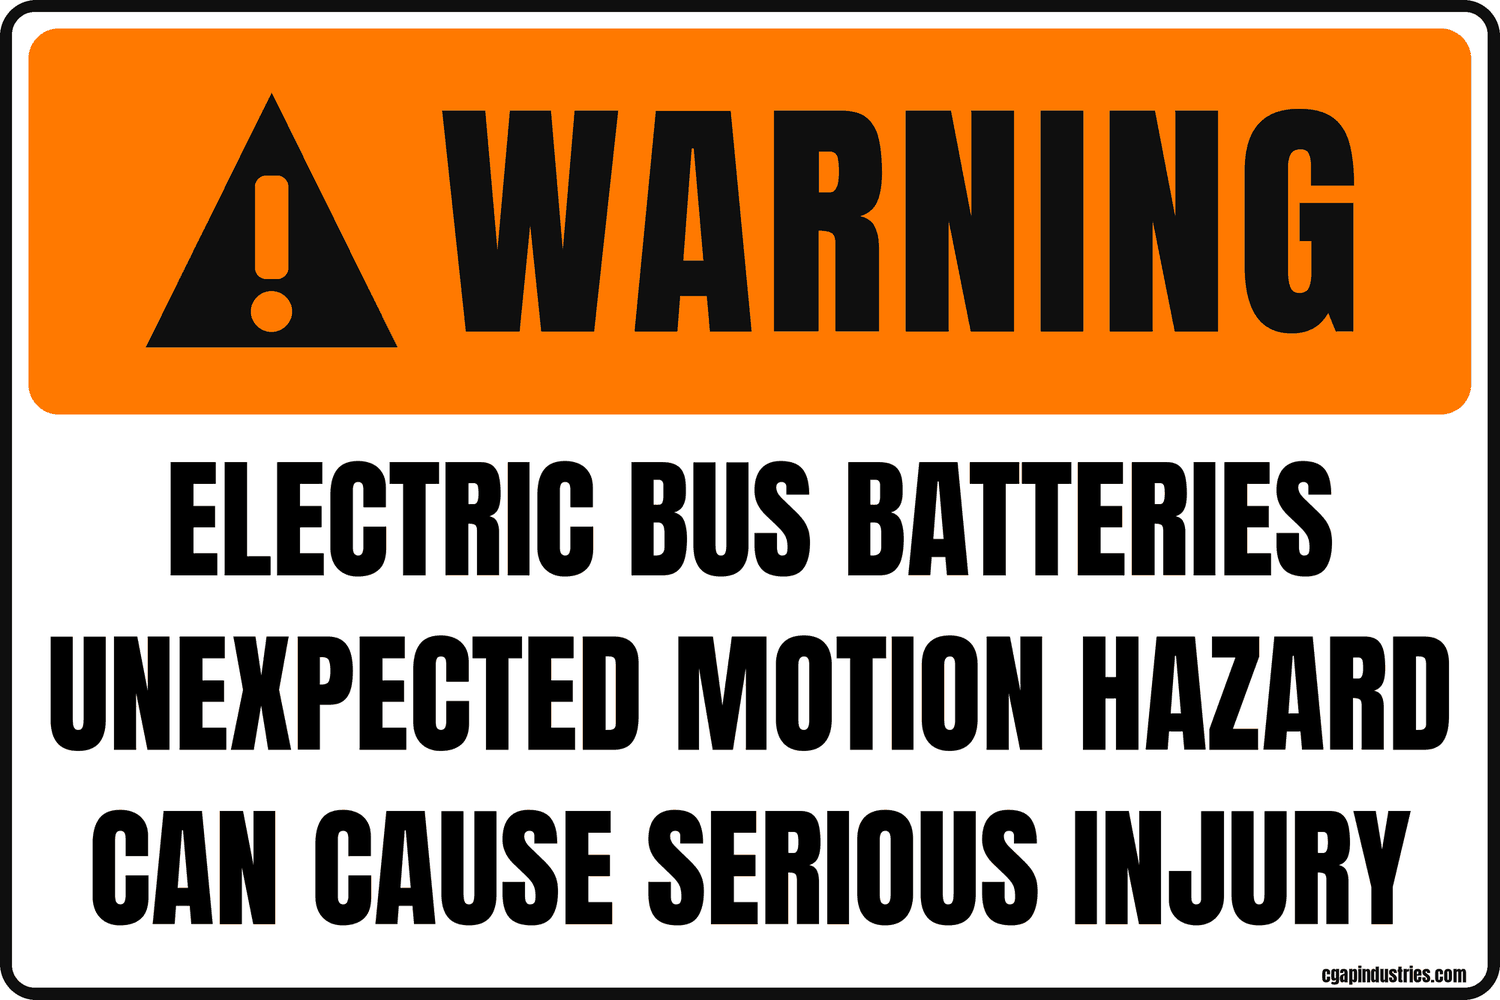 WARNING
ELECTRIC BUS BATTERIES
UNEXPECTED MOTION HAZARD
CAN CAUSE SERIOUS INJURY
cgapindustries.com